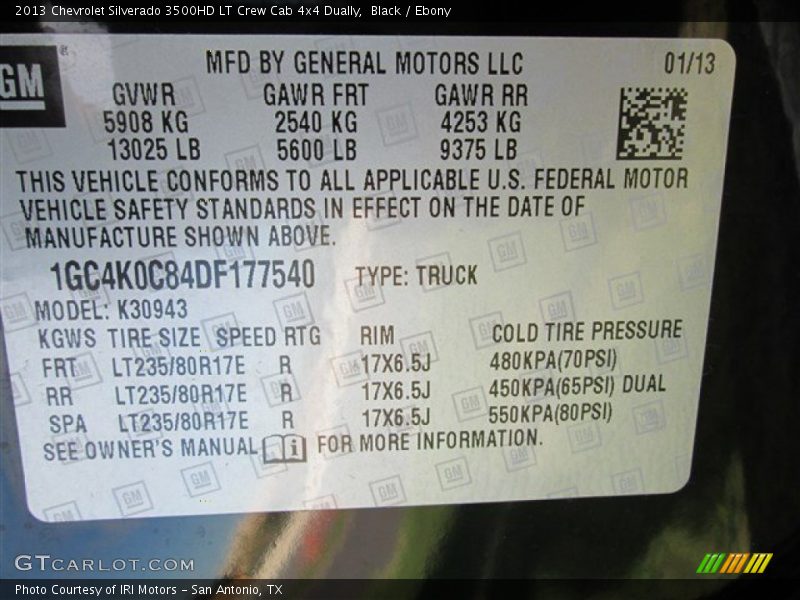 2013 Chevrolet Silverado 3500HD LT Crew Cab 4x4 Dually, Black / Ebony
GM
MFD BY GENERAL MOTORS LLC 01/13
GVWR GAWR FRT GAWR RR
5908 KG 2540 KG 4253 KG
13025 LB 5600 LB 9375 LB
THIS VEHICLE CONFORMS TO ALL APPLICABLE U.S. FEDERAL MOTOR
VEHICLE SAFETY STANDARDS IN EFFECT ON THE DATE OF
MANUFACTURE SHOWN ABOVE.
1GC4K0C84DF177540 TYPE: TRUCK
MODEL: K30943
KGWS TIRE SIZE SPEED RTG RIM COLD TIRE PRESSURE
FRT LT235/80R17E R 17X6.5J 480KPA(70PSI)
RR LT235/80R17E R 17X6.5J 450KPA(65PSI) DUAL
SPA LT235/80R17E R 17X6.5J 550KPA(80PSI)
SEE OWNER'S MANUAL i FOR MORE INFORMATION.
GTCARLOT.COM
Photo Courtesy of IRI Motors - San Antonio, TX